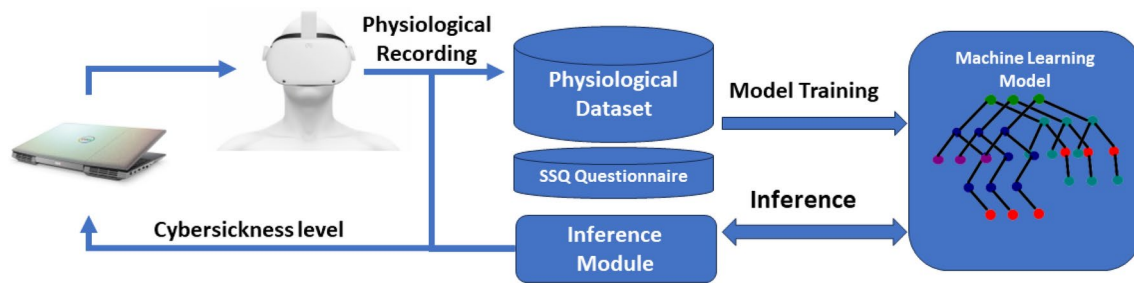 Physiological
Recording
Physiological
Dataset
SSQ Questionnaire
Model Training
Machine Learning
Model
Inference
Cybersickness level
Inference
Module